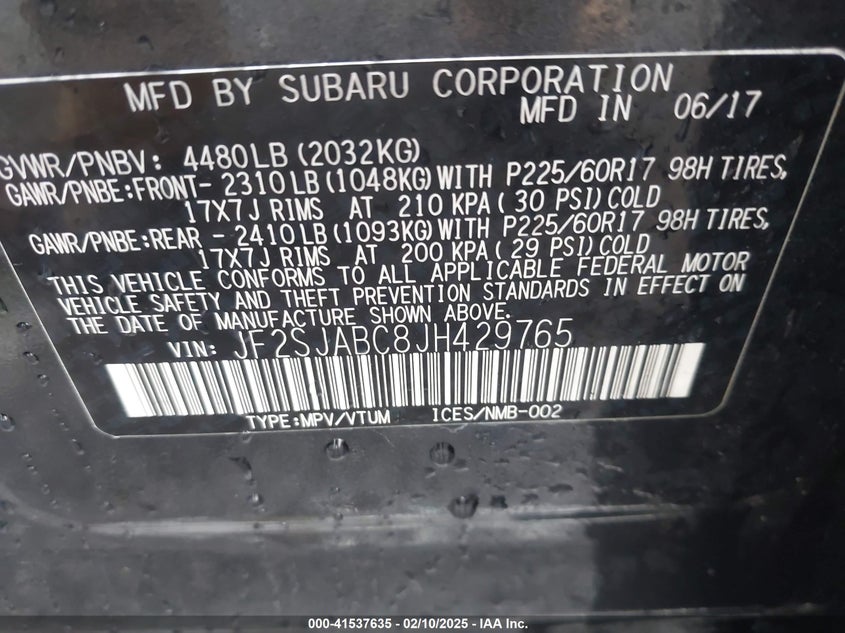 MFD BY SUBARU CORPORATION
MFD IN 06/17
GVWR/PNBV: 4480LB (2032KG)
GAWR/PNBE:FRONT- 2310LB (1048KG) WITH P225/60R17 98H TIRES,
17X7J RIMS AT 210 KPA ( 30 PSI) COLD
GAWR/PNBE:REAR - 2410LB (1093KG) WITH P225/60R17 98H TIRES,
17X7J RIMS AT 200 KPA ( 29 PSI) COLD
THIS VEHICLE CONFORMS TO ALL APPLICABLE FEDERAL MOTOR
VEHICLE SAFETY AND THEFT PREVENTION STANDARDS IN EFFECT ON
THE DATE OF MANUFACTURE SHOWN ABOVE.
VIN: JF2SJABC8JH429765
TYPE:MPV/VTUM ICES/NMB-002
000-41537635 - 02/10/2025 - IAA Inc.